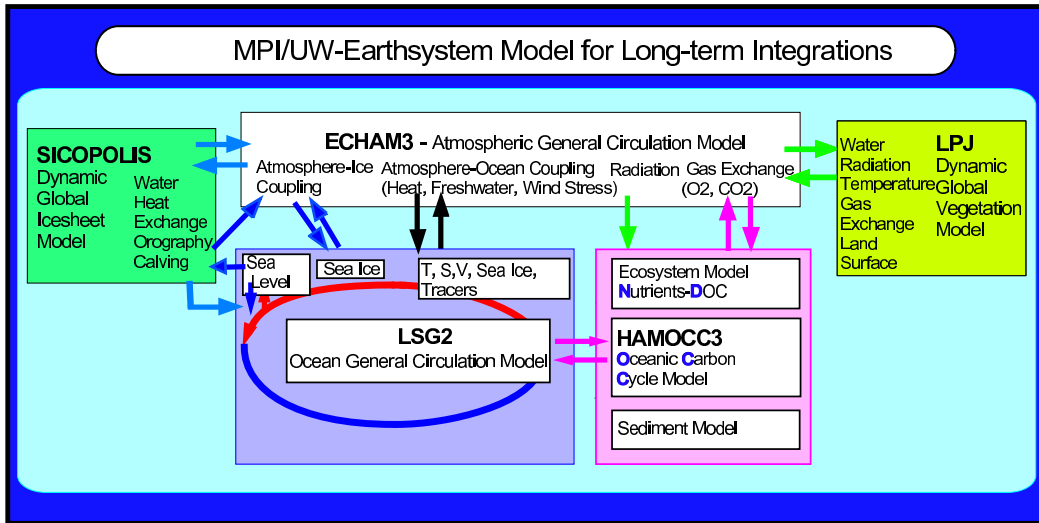 MPI/UW-Earthsystem Model for Long-term Integrations
ECHAM3 - Atmospheric General Circulation Model
Atmosphere-Ice
Coupling
Atmosphere-Ocean Coupling
(Heat, Freshwater, Wind Stress)
Radiation
Gas Exchange
(O2, CO2)
SICOPOLIS
Dynamic
Global
Icesheet
Model
Water
Heat
Exchange
Orography
Calving
Water
Radiation
Temperature
Gas
Exchange
Land
Surface
LPJ
Dynamic
Global
Vegetation
Model
Sea
Level
Sea Ice
T, S,V, Sea Ice,
Tracers
LSG2
Ocean General Circulation Model
Ecosystem Model
Nutrients-DOC
HAMOCC3
Oceanic Carbon
Cycle Model
Sediment Model